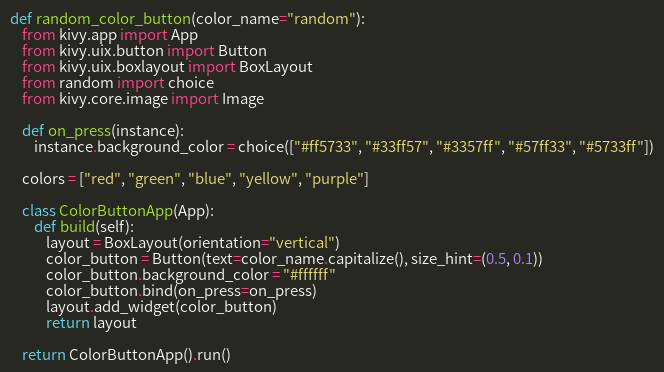 def random_color_button(color_name="random"):
    from kivy.app import App
    from kivy.uix.button import Button
    from kivy.uix.boxlayout import BoxLayout
    from random import choice
    from kivy.core.image import Image

    def on_press(instance):
        instance.background_color = choice(["#ff5733", "#33ff57", "#3357ff", "#57ff33", "#5733ff"])

    colors = ["red", "green", "blue", "yellow", "purple"]

    class ColorButtonApp(App):
        def build(self):
            layout = BoxLayout(orientation="vertical")
            color_button = Button(text=color_name.capitalize(), size_hint=(0.5, 0.1))
            color_button.background_color = "#ffffff"
            color_button.bind(on_press=on_press)
            layout.add_widget(color_button)
            return layout

    return ColorButtonApp().run()